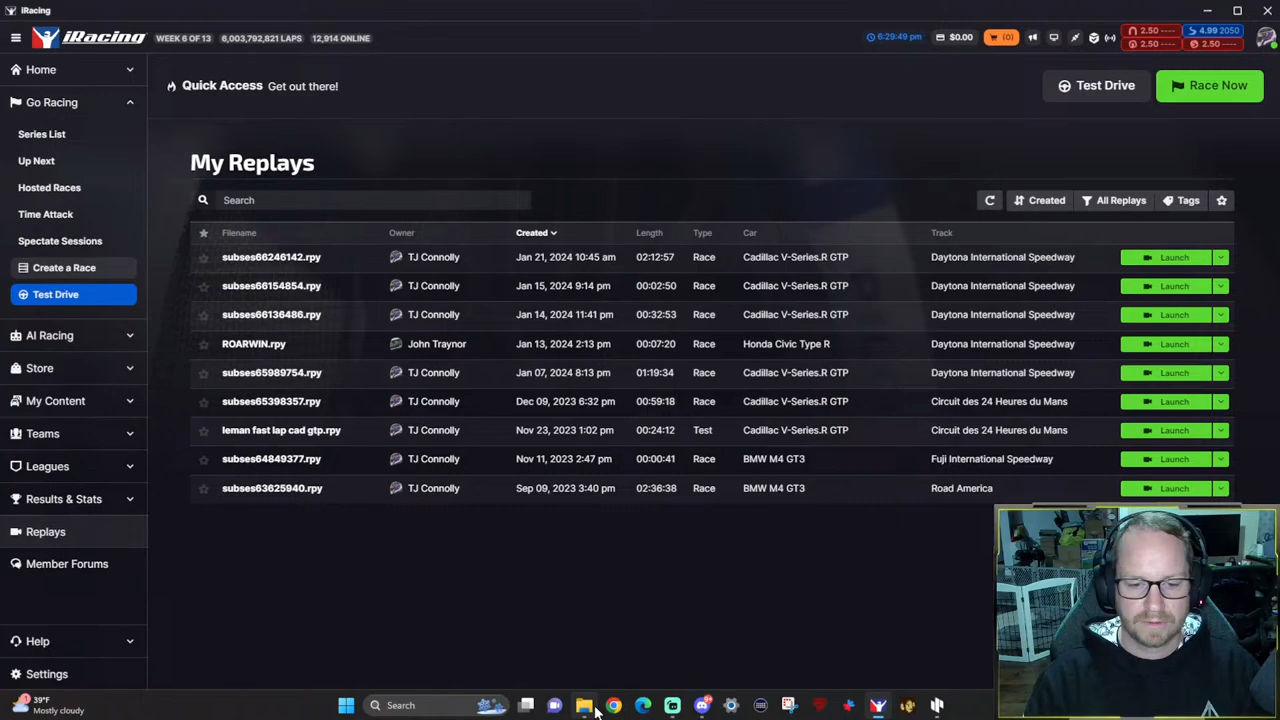 iRacing
iRacing WEEK 6 OF 13 6,003,792,821 LAPS 12,914 ONLINE 6:29:49 pm $0.00 (0) 2.50 ---- 4.99 2050
2.50 ---- 2.50 ----
Home
Quick Access Get out there! Test Drive Race Now
Go Racing
Series List
Up Next
Hosted Races
Time Attack
Spectate Sessions
Create a Race
Test Drive
AI Racing
Store
My Content
Teams
Leagues
Results & Stats
Replays
Member Forums
Help
Settings
My Replays
Search Created All Replays Tags
Filename Owner Created Length Type Car Track
subses66246142.rpy TJ Connolly Jan 21, 2024 10:45 am 02:12:57 Race Cadillac V-Series.R GTP Daytona International Speedway Launch
subses66154854.rpy TJ Connolly Jan 15, 2024 9:14 pm 00:02:50 Race Cadillac V-Series.R GTP Daytona International Speedway Launch
subses66136486.rpy TJ Connolly Jan 14, 2024 11:41 pm 00:32:53 Race Cadillac V-Series.R GTP Daytona International Speedway Launch
ROARWIN.rpy John Traynor Jan 13, 2024 2:13 pm 00:07:20 Race Honda Civic Type R Daytona International Speedway Launch
subses65989754.rpy TJ Connolly Jan 07, 2024 8:13 pm 01:19:34 Race Cadillac V-Series.R GTP Daytona International Speedway Launch
subses65398357.rpy TJ Connolly Dec 09, 2023 6:32 pm 00:59:18 Race Cadillac V-Series.R GTP Circuit des 24 Heures du Mans Launch
leman fast lap cad gtp.rpy TJ Connolly Nov 23, 2023 1:02 pm 00:24:12 Test Cadillac V-Series.R GTP Circuit des 24 Heures du Mans Launch
subses64849377.rpy TJ Connolly Nov 11, 2023 2:47 pm 00:00:41 Race BMW M4 GT3 Fuji International Speedway Launch
subses63625940.rpy TJ Connolly Sep 09, 2023 3:40 pm 02:36:38 Race BMW M4 GT3 Road America Launch
39°F
Mostly cloudy
Search